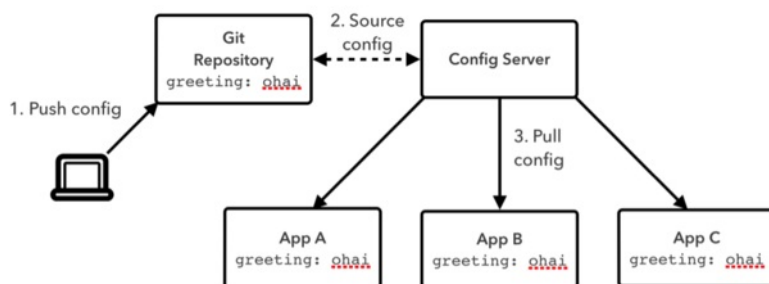 Git
Repository
greeting: ohai
2. Source
config
Config Server
1. Push config
3. Pull
config
App A
greeting: ohai
App B
greeting: ohai
App C
greeting: ohai